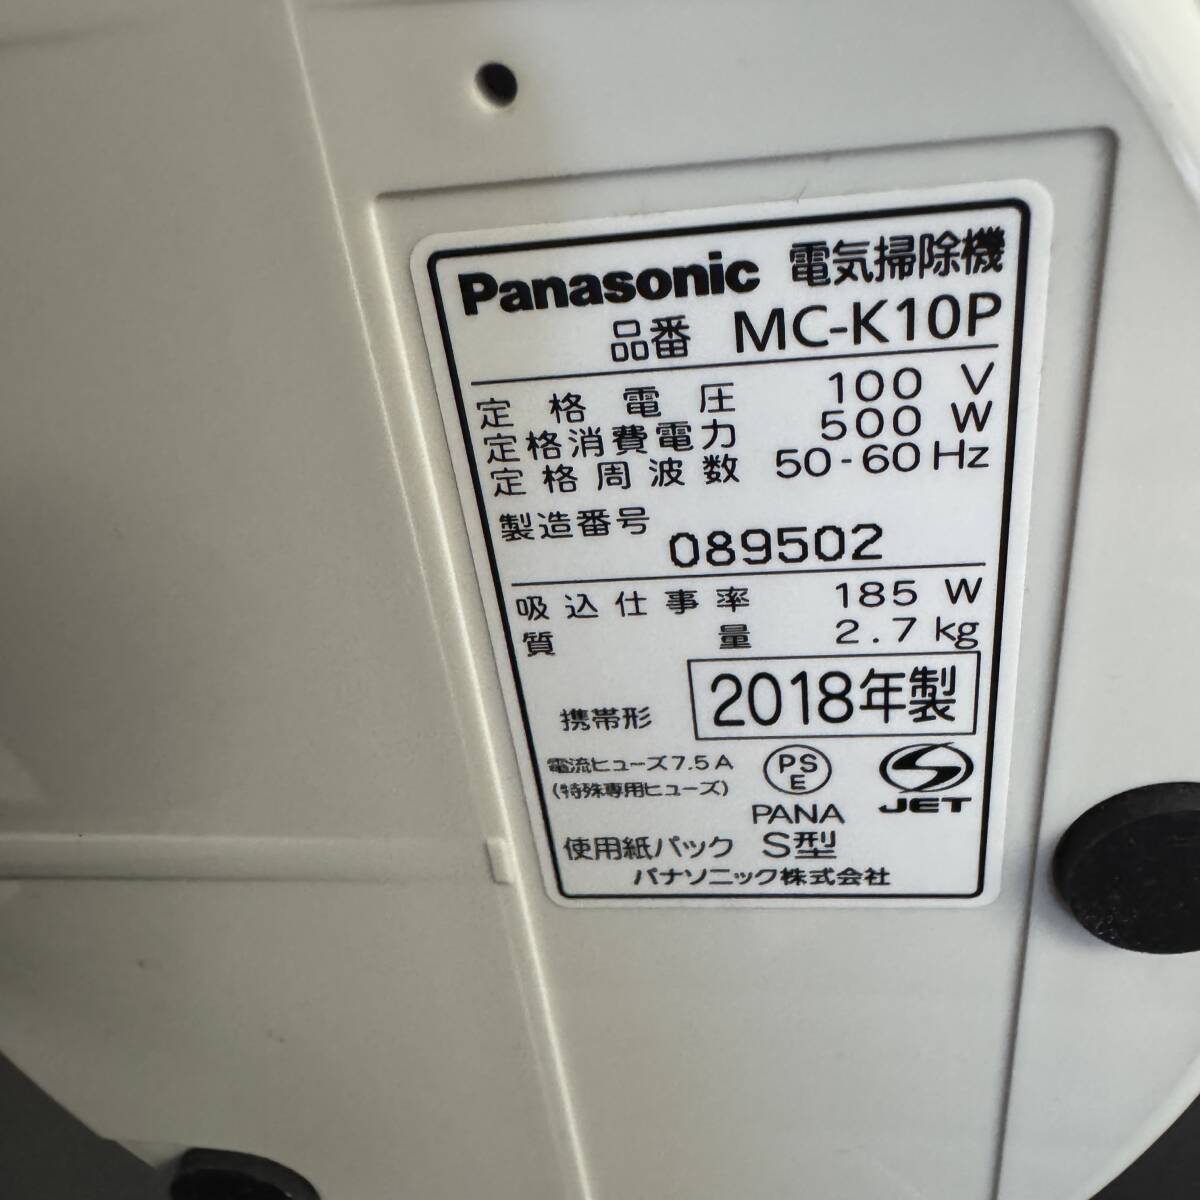 Panasonic 電気掃除機
品番 MC-K10P
定格電圧 100 V
定格消費電力 500 W
定格周波数 50-60 Hz
製造番号 089502
吸込仕事率 185 W
質量 2.7 kg
携帯形 2018年製
電流ヒューズ7.5A
(特殊専用ヒューズ)
PS
E
PANA
JET
使用紙パック S型
パナソニック株式会社